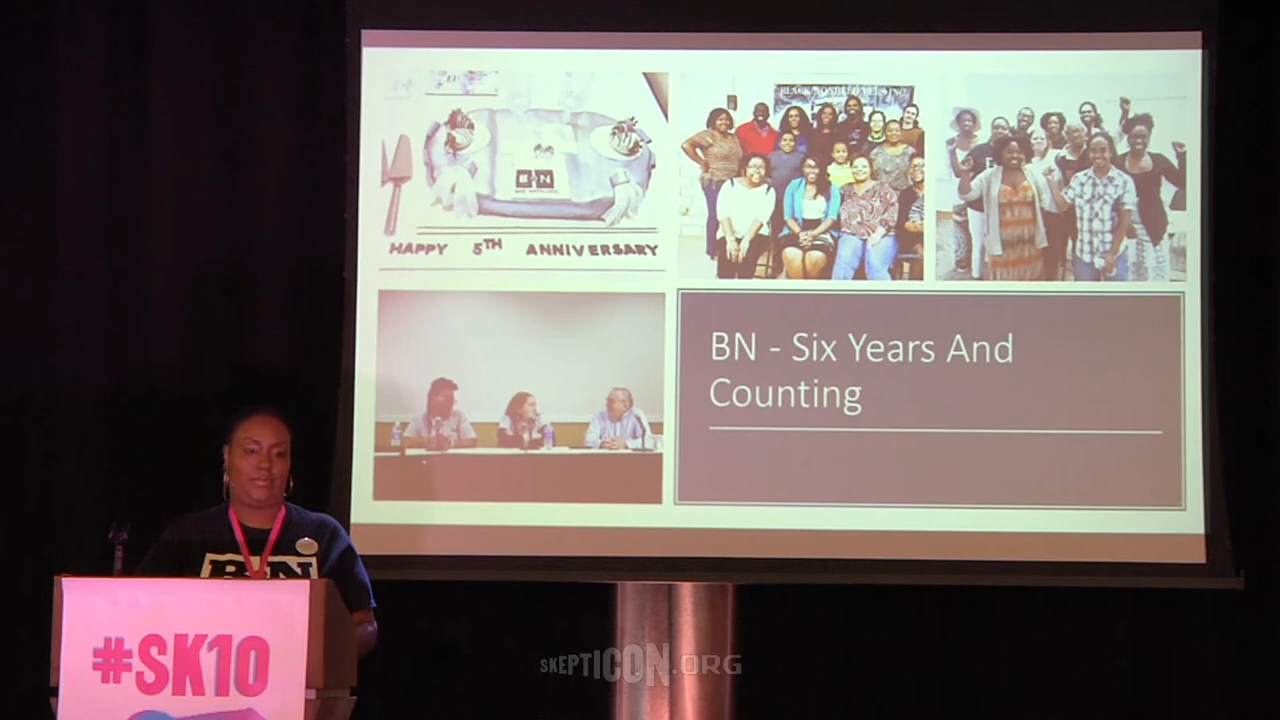 HAPPY 5TH ANNIVERSARY
B N
BN - Six Years And
Counting
BN
#SK10
SKEPTICON.ORG